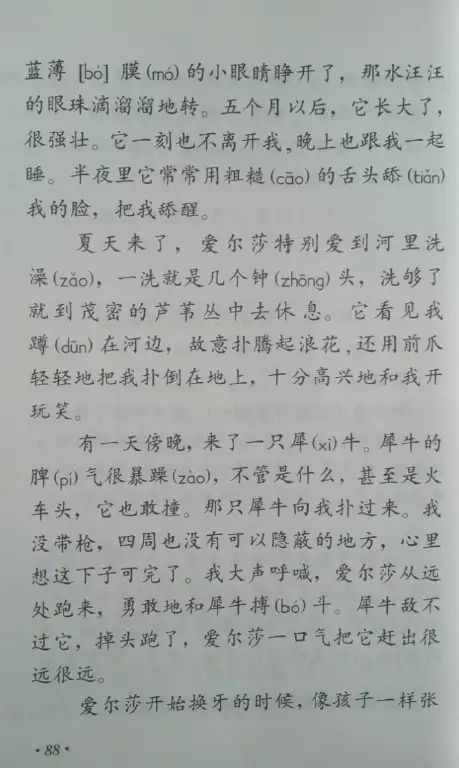 蓝薄[bó]膜(mó)的小眼睛睁开了，那水汪汪
的眼珠滴溜溜地转。五个月以后，它长大了，
很强壮。它一刻也不离开我，晚上也跟我一起
睡。半夜里它常常用粗糙(cāo)的舌头舔(tiǎn)
我的脸，把我舔醒。
夏天来了，爱尔莎特别爱到河里洗
澡(zǎo)，一洗就是几个钟(zhōng)头，洗够了
就到茂密的芦苇丛中去休息。它看见我
蹲(dūn)在河边，故意扑腾起浪花，还用前爪
轻轻地把我扑倒在地上，十分高兴地和我开
玩笑。
有一天傍晚，来了一只犀(xī)牛。犀牛的
脾(pí)气很暴躁(zào)，不管是什么，甚至是火
车头，它也敢撞。那只犀牛向我扑过来。我
没带枪，四周也没有可以隐蔽的地方，心里
想这下子可完了。我大声呼喊，爱尔莎从远
处跑来，勇敢地和犀牛搏(bó)斗。犀牛敌不
过它，掉头跑了，爱尔莎一口气把它赶出很
远很远。
爱尔莎开始换牙的时候，像孩子一样张
·88·